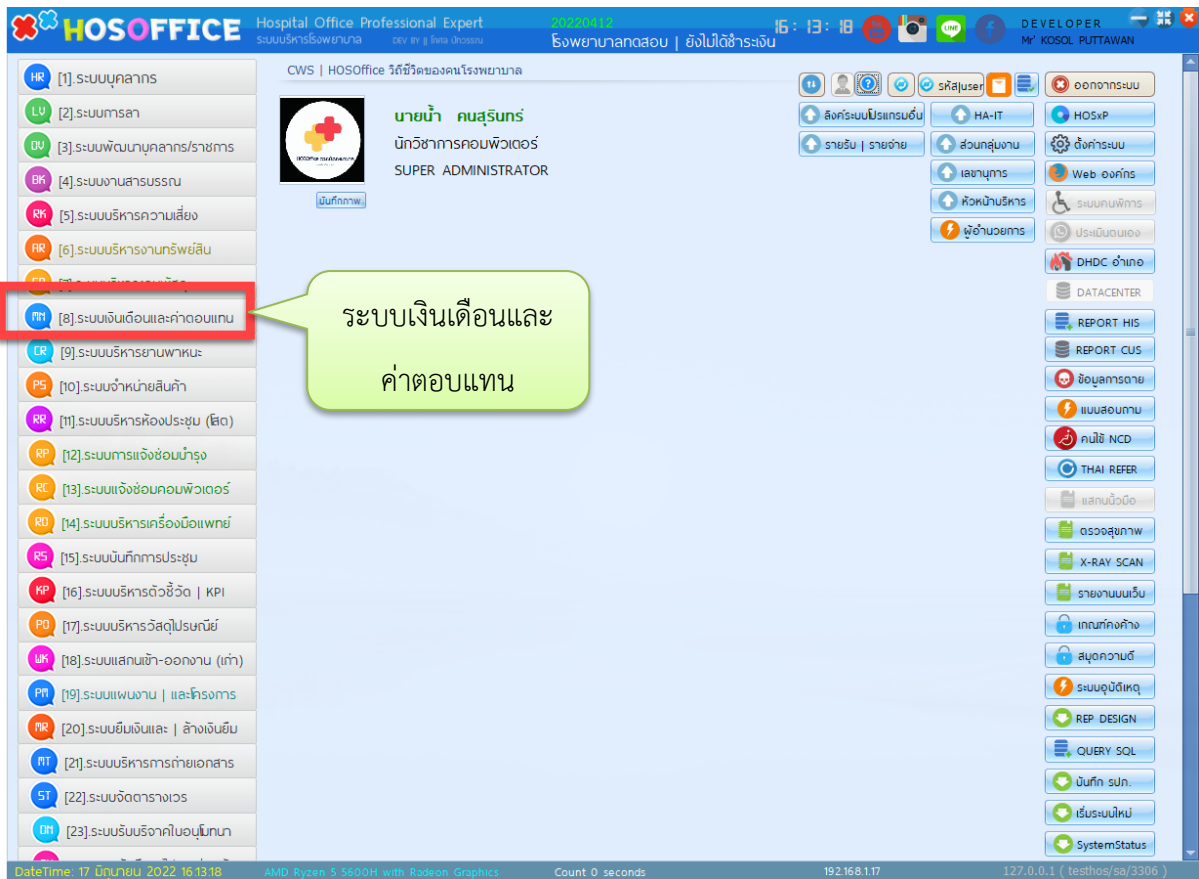 HOSOFFICE
Hospital Office Professional Expert
ระบบบริหารโรงพยาบาล
20220412
โรงพยาบาลทดสอบ | ยังไม่ได้ชำระเงิน
16: 13: 18
LINE
DEVELOPER
Mr' KOSOL PUTTAWAN
CWS | HOSOffice วิถีชีวิตของคนโรงพยาบาล
นายน้ำ คนสุรินทร์
นักวิชาการคอมพิวเตอร์
SUPER ADMINISTRATOR
บันทึกภาพ
HR [1].ระบบบุคลากร
LV [2].ระบบการลา
DV [3].ระบบพัฒนาบุคลากร/ราชการ
BK [4].ระบบงานสารบรรณ
RK [5].ระบบบริหารความเสี่ยง
AR [6].ระบบบริหารงานทรัพย์สิน
MN [8].ระบบเงินเดือนและค่าตอบแทน
CR [9].ระบบบริหารยานพาหนะ
PS [10].ระบบจำหน่ายสินค้า
RR [11].ระบบบริหารห้องประชุม (โสต)
RP [12].ระบบการแจ้งซ่อมบำรุง
RC [13].ระบบแจ้งซ่อมคอมพิวเตอร์
RD [14].ระบบบริหารเครื่องมือแพทย์
RS [15].ระบบบันทึกการประชุม
KP [16].ระบบบริหารตัวชี้วัด | KPI
PO [17].ระบบบริหารวัสดุไปรษณีย์
WK [18].ระบบแสกนเข้า-ออกงาน (เก่า)
PM [19].ระบบแผนงาน | และโครงการ
MR [20].ระบบยืมเงินและ | ล้างเงินยืม
MT [21].ระบบบริหารการถ่ายเอกสาร
ST [22].ระบบจัดตารางเวร
DN [23].ระบบรับบริจาคใบอนุโมทนา
ระบบเงินเดือนและ
ค่าตอบแทน
รหัส|user
ลิงค์ระบบโปรแกรมอื่น
รายรับ | รายจ่าย
HA-IT
ส่วนกลุ่มงาน
เลขานุการ
หัวหน้าบริหาร
ผู้อำนวยการ
ออกจากระบบ
HOSxP
ตั้งค่าระบบ
Web องค์กร
ระบบคนพิการ
ประเมินตนเอง
DHDC อำเภอ
DATACENTER
REPORT HIS
REPORT CUS
ข้อมูลการตาย
แบบสอบถาม
คนไข้ NCD
THAI REFER
แสกนนิ้วมือ
ตรวจสุขภาพ
X-RAY SCAN
รายงานบนเว็บ
เกณฑ์คงค้าง
สมุดความดี
ระบบอุบัติเหตุ
REP DESIGN
QUERY SQL
บันทึก รปภ.
เริ่มระบบใหม่
SystemStatus
DateTime: 17 มิถุนายน 2022 16:13:18
AMD Ryzen 5 5600H with Radeon Graphics
Count 0 seconds
192.168.1.17
127.0.0.1 ( testhos/sa/3306 )